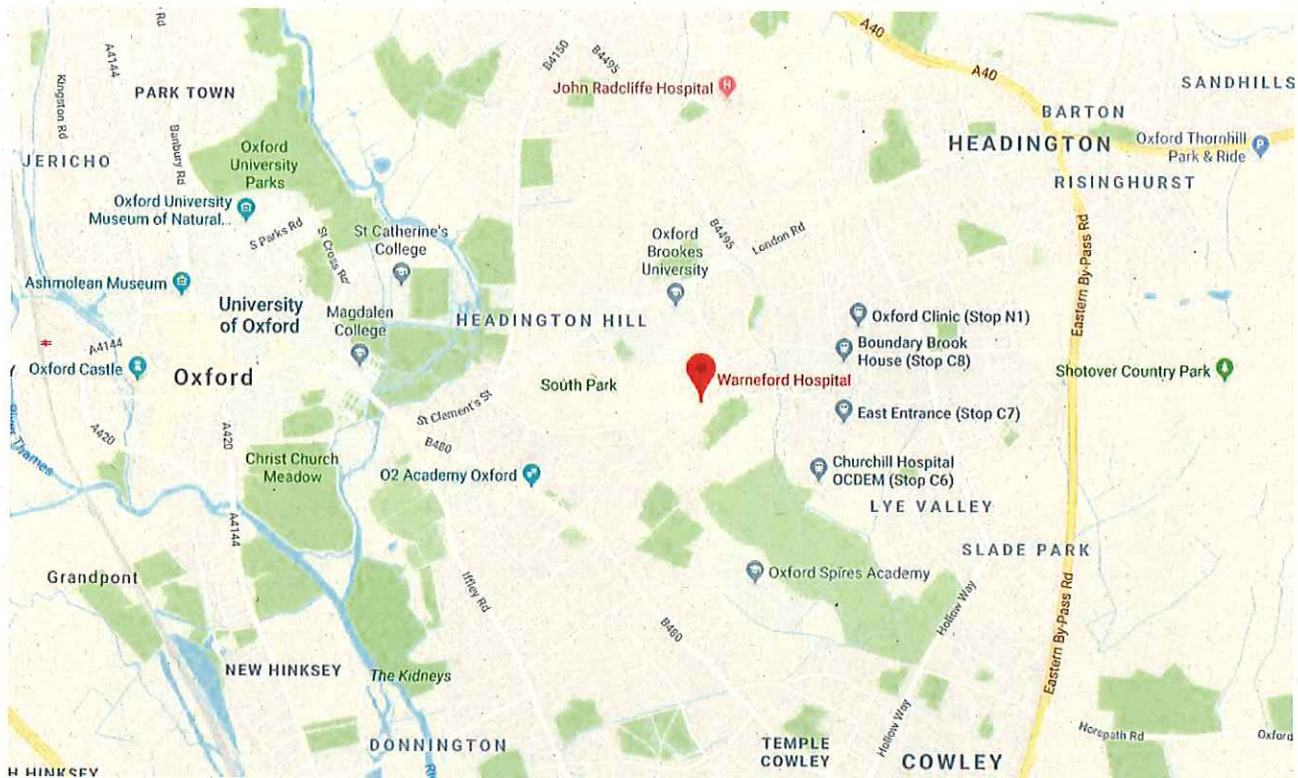 Rd
A4144
Kingston Rd
PARK TOWN
Banbury Rd
JERICHO
Oxford
University
Parks
Oxford University
Museum of Natural...
S Parks Rd
St Cross Rd
St Catherine's
College
Ashmolean Museum
University
of Oxford
Magdalen
College
HEADINGTON HILL
A4144
Oxford Castle
Oxford
South Park
St Clement's St
B480
A420
A420
Christ Church
Meadow
O2 Academy Oxford
Thames
A4144
Grandpont
Iffley Rd
NEW HINKSEY
The Kidneys
DONNINGTON
H HINKSEY
B4150
B4495
John Radcliffe Hospital
H
A40
A40
SANDHILLS
BARTON
HEADINGTON
Oxford Thornhill
Park & Ride
P
RISINGHURST
Oxford
Brookes
University
B4495
London Rd
Eastern By-Pass Rd
Oxford Clinic (Stop N1)
Boundary Brook
House (Stop C8)
Warneford Hospital
Shotover Country Park
East Entrance (Stop C7)
Churchill Hospital
OCDEM (Stop C6)
LYE VALLEY
SLADE PARK
Oxford Spires Academy
Hollow Way
B480
Eastern By-Pass Rd
Hollow Way
TEMPLE
COWLEY
COWLEY
Horspath Rd
Oxford